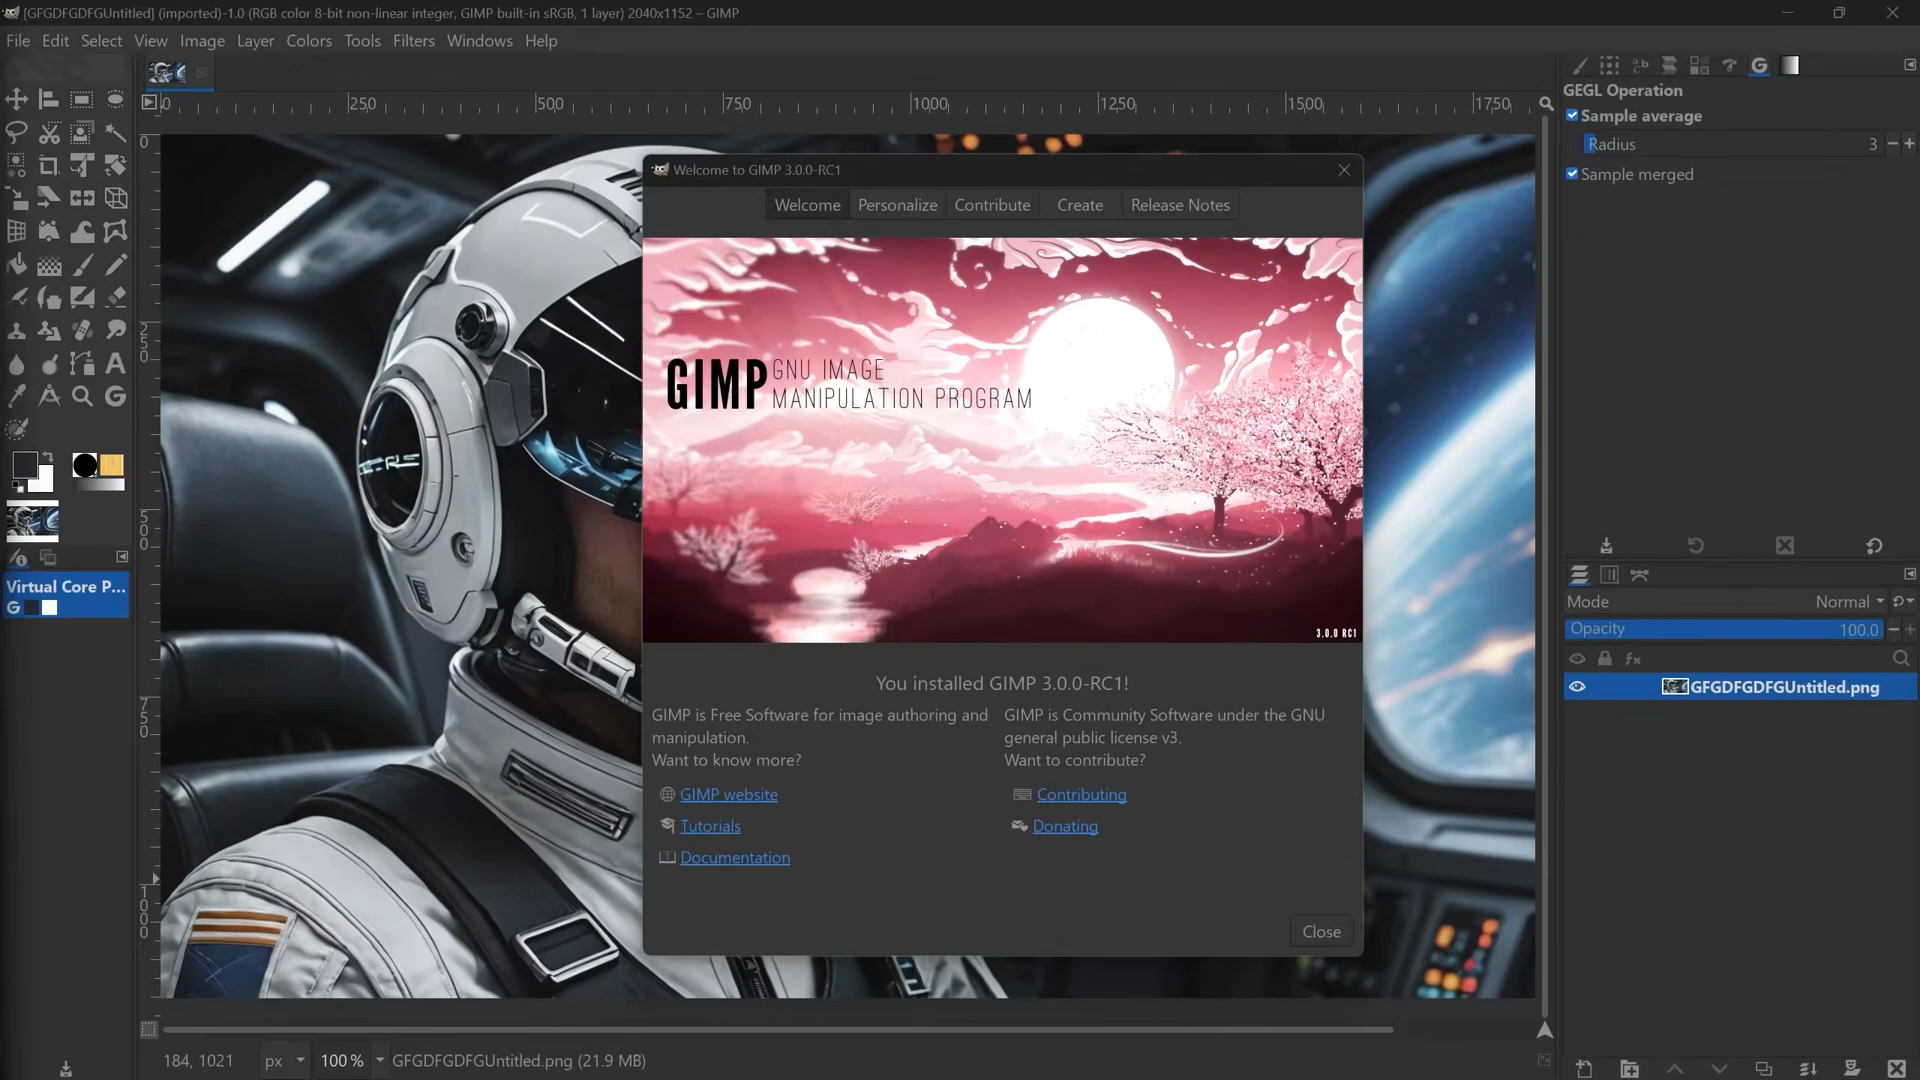 [GFGDFGDFGUntitled] (imported)-1.0 (RGB color 8-bit non-linear integer, GIMP built-in sRGB, 1 layer) 2040x1152 – GIMP
File Edit Select View Image Layer Colors Tools Filters Windows Help
0 250 500 750 1000 1250 1500 1750
0
250
500
750
1000
Virtual Core P...
Welcome to GIMP 3.0.0-RC1
Welcome Personalize Contribute Create Release Notes
GIMP GNU IMAGE
MANIPULATION PROGRAM
3.0.0 RC1
You installed GIMP 3.0.0-RC1!
GIMP is Free Software for image authoring and
manipulation.
Want to know more?
GIMP website
Tutorials
Documentation
GIMP is Community Software under the GNU
general public license v3.
Want to contribute?
Contributing
Donating
Close
GEGL Operation
Sample average
Radius 3
Sample merged
Mode Normal
Opacity 100.0
fx
GFGDFGDFGUntitled.png
184, 1021 px 100 % GFGDFGDFGUntitled.png (21.9 MB)